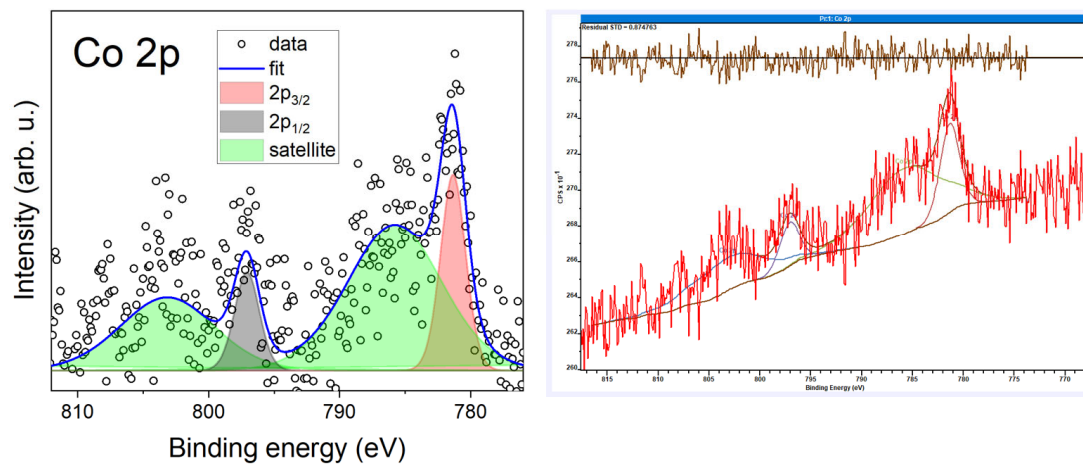 Co 2p
data
fit
2p3/2
2p1/2
satellite
Intensity (arb. u.)
810
800
790
780
Binding energy (eV)
Pr.1: Co 2p
Residual STD = 0.874763
278
276
274
272
270
268
266
264
262
260
CPS x 10⁻¹
815
810
805
800
795
790
785
780
775
770
Binding Energy (eV)